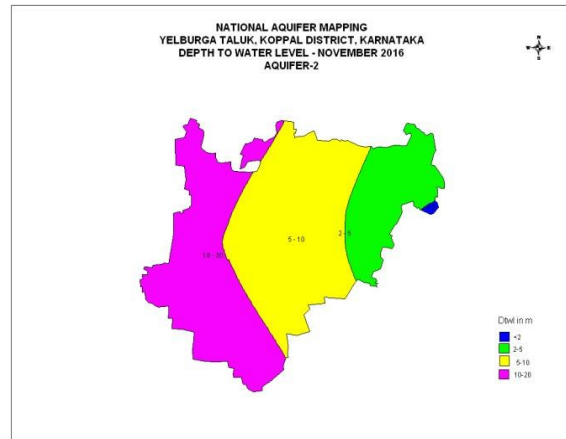 NATIONAL AQUIFER MAPPING
YELBURGA TALUK, KOPPAL DISTRICT, KARNATAKA
DEPTH TO WATER LEVEL - NOVEMBER 2016
AQUIFER-2
N
W E
S
2 - 5
5 - 10
10 - 20
Dtwl in m
<2
2-5
5-10
10-20